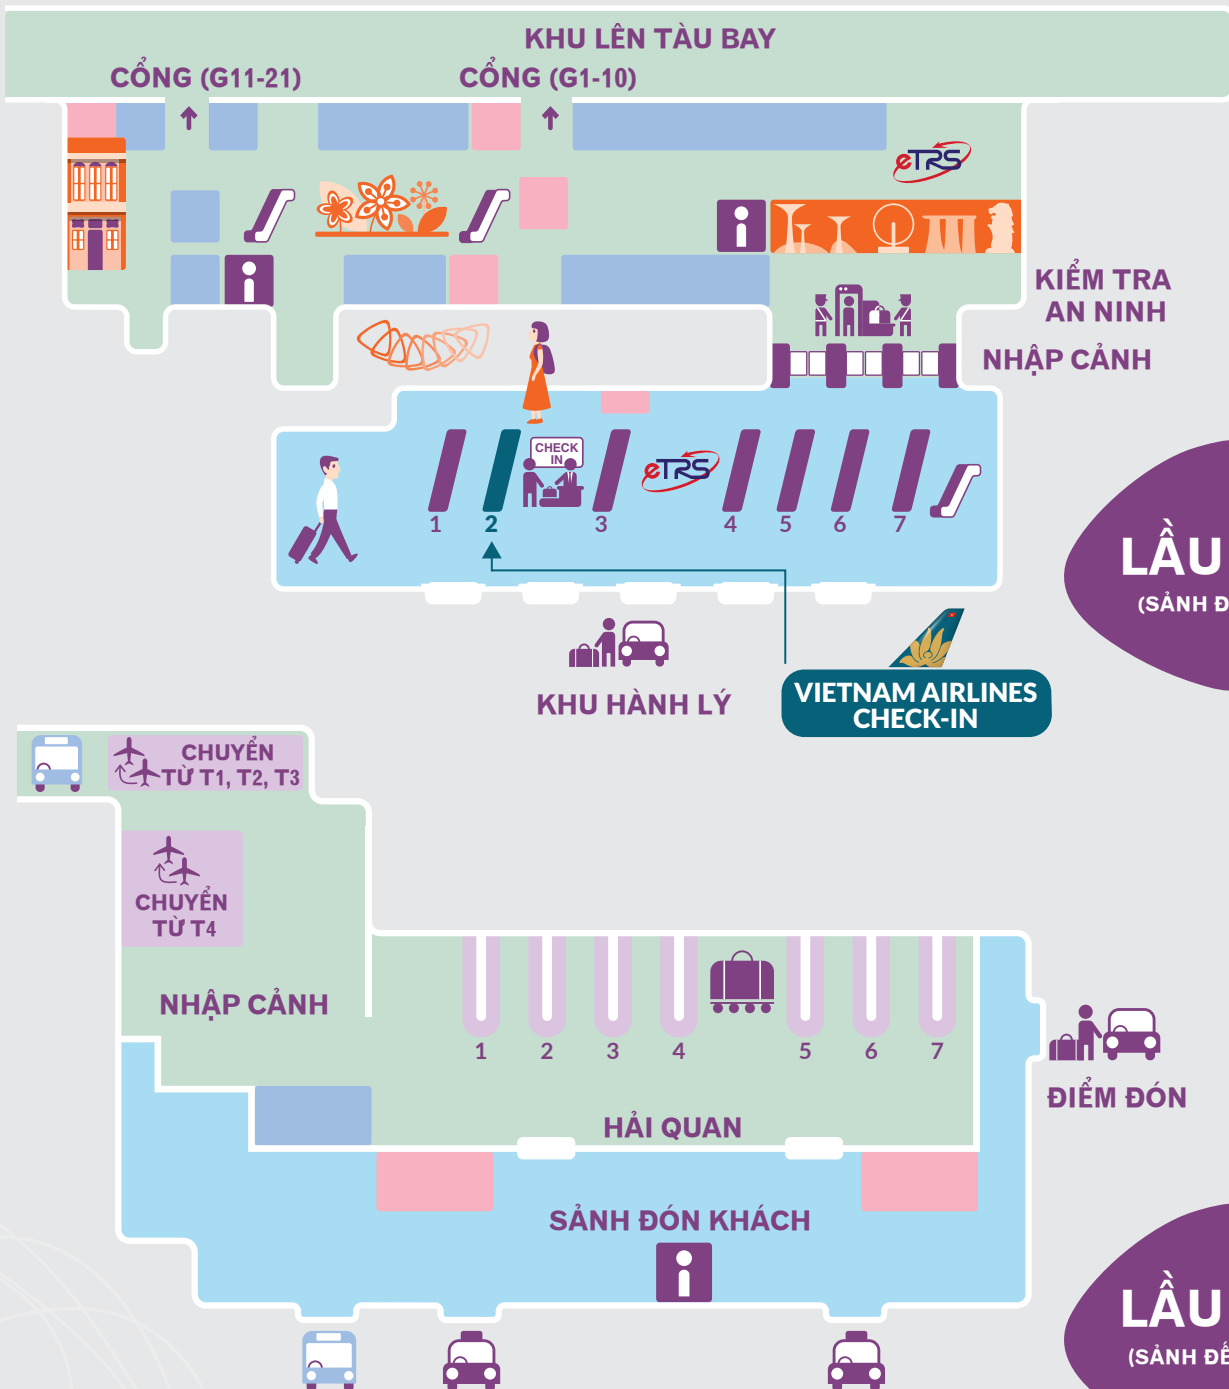 KHU LÊN TÀU BAY
CỔNG (G11-21)
CỔNG (G1-10)
eTRS
KIỂM TRA
AN NINH
NHẬP CẢNH
CHECK
IN
eTRS
1
2
3
4
5
6
7
LẦU
(SẢNH Đ
KHU HÀNH LÝ
VIETNAM AIRLINES
CHECK-IN
CHUYỂN
TỪ T1, T2, T3
CHUYỂN
TỪ T4
NHẬP CẢNH
1
2
3
4
5
6
7
ĐIỂM ĐÓN
HẢI QUAN
SẢNH ĐÓN KHÁCH
LẦU
(SẢNH ĐẾ